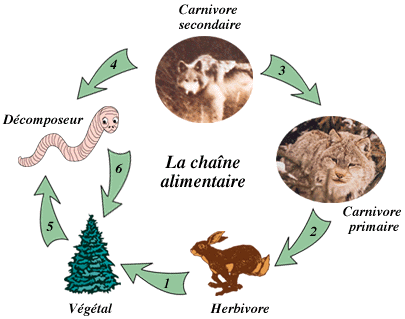 Carnivore
secondaire
4
3
Décomposeur
6
La chaîne
alimentaire
5
2
Carnivore
primaire
1
Végétal
Herbivore